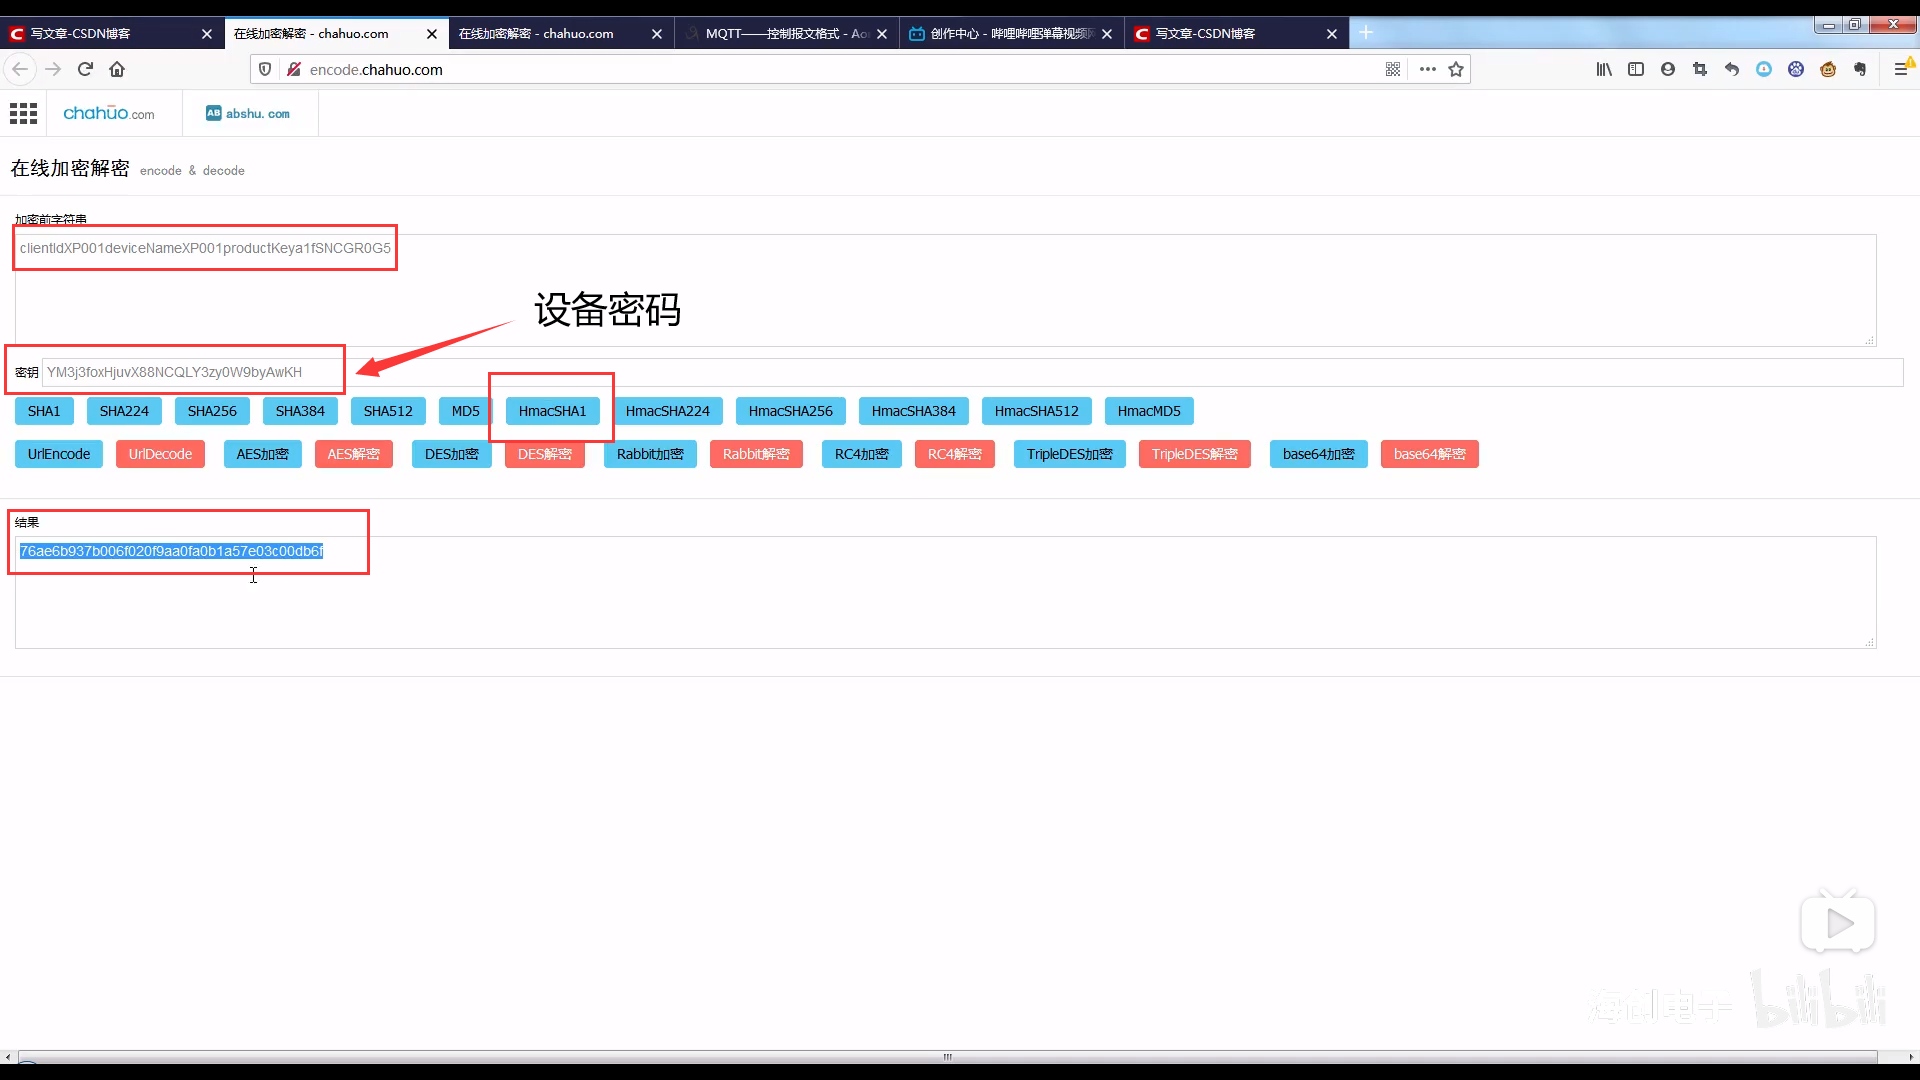 写文章-CSDN博客
在线加密解密 - chahuo.com
在线加密解密 - chahuo.com
MQTT——控制报文格式 - Ao
创作中心 - 哔哩哔哩弹幕视频网
写文章-CSDN博客
encode.chahuo.com
chahuo.com
AB abshu.com
在线加密解密 encode & decode
加密前字符串
clientIdXP001deviceNameXP001productKeya1fSNCGR0G5
设备密码
密钥 YM3j3foxHjuvX88NCQLY3zy0W9byAwKH
SHA1 SHA224 SHA256 SHA384 SHA512 MD5 HmacSHA1 HmacSHA224 HmacSHA256 HmacSHA384 HmacSHA512 HmacMD5
UrlEncode UrlDecode AES加密 AES解密 DES加密 DES解密 Rabbit加密 Rabbit解密 RC4加密 RC4解密 TripleDES加密 TripleDES解密 base64加密 base64解密
结果
76ae6b937b006f020f9aa0fa0b1a57e03c00db6f
海创电子 bilibili